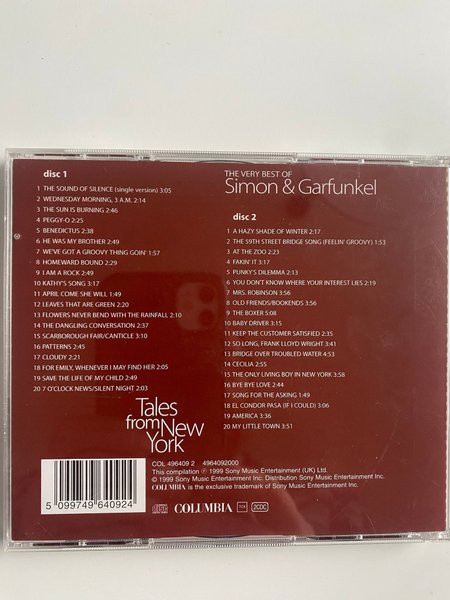 disc 1
1 THE SOUND OF SILENCE (single version) 3:05
2 WEDNESDAY MORNING, 3 A.M. 2:14
3 THE SUN IS BURNING 2:46
4 PEGGY-O 2:25
5 BENEDICTUS 2:38
6 HE WAS MY BROTHER 2:49
7 WE'VE GOT A GROOVY THING GOIN' 1:57
8 HOMEWARD BOUND 2:29
9 I AM A ROCK 2:49
10 KATHY'S SONG 3:17
11 APRIL COME SHE WILL 1:49
12 LEAVES THAT ARE GREEN 2:20
13 FLOWERS NEVER BEND WITH THE RAINFALL 2:10
14 THE DANGLING CONVERSATION 2:37
15 SCARBOROUGH FAIR/CANTICLE 3:10
16 PATTERNS 2:45
17 CLOUDY 2:21
18 FOR EMILY, WHENEVER I MAY FIND HER 2:05
19 SAVE THE LIFE OF MY CHILD 2:49
20 7 O'CLOCK NEWS/SILENT NIGHT 2:03
THE VERY BEST OF
Simon & Garfunkel
disc 2
1 A HAZY SHADE OF WINTER 2:17
2 THE 59TH STREET BRIDGE SONG (FEELIN' GROOVY) 1:53
3 AT THE ZOO 2:23
4 FAKIN' IT 3:17
5 PUNKY'S DILEMMA 2:13
6 YOU DON'T KNOW WHERE YOUR INTEREST LIES 2:19
7 MRS. ROBINSON 3:56
8 OLD FRIENDS/BOOKENDS 3:56
9 THE BOXER 5:08
10 BABY DRIVER 3:15
11 KEEP THE CUSTOMER SATISFIED 2:35
12 SO LONG, FRANK LLOYD WRIGHT 3:41
13 BRIDGE OVER TROUBLED WATER 4:53
14 CECILIA 2:55
15 THE ONLY LIVING BOY IN NEW YORK 3:58
16 BYE BYE LOVE 2:44
17 SONG FOR THE ASKING 1:49
18 EL CONDOR PASA (IF I COULD) 3:06
19 AMERICA 3:36
20 MY LITTLE TOWN 3:51
Tales
from New
York
COL 496409 2 4964092000
This compilation ℗ 1999 Sony Music Entertainment (UK) Ltd.
© 1999 Sony Music Entertainment Inc. Distribution Sony Music Entertainment Inc.
COLUMBIA is the exclusive trademark of Sony Music Entertainment Inc.
5 099749 640924
COLUMBIA
2CDC